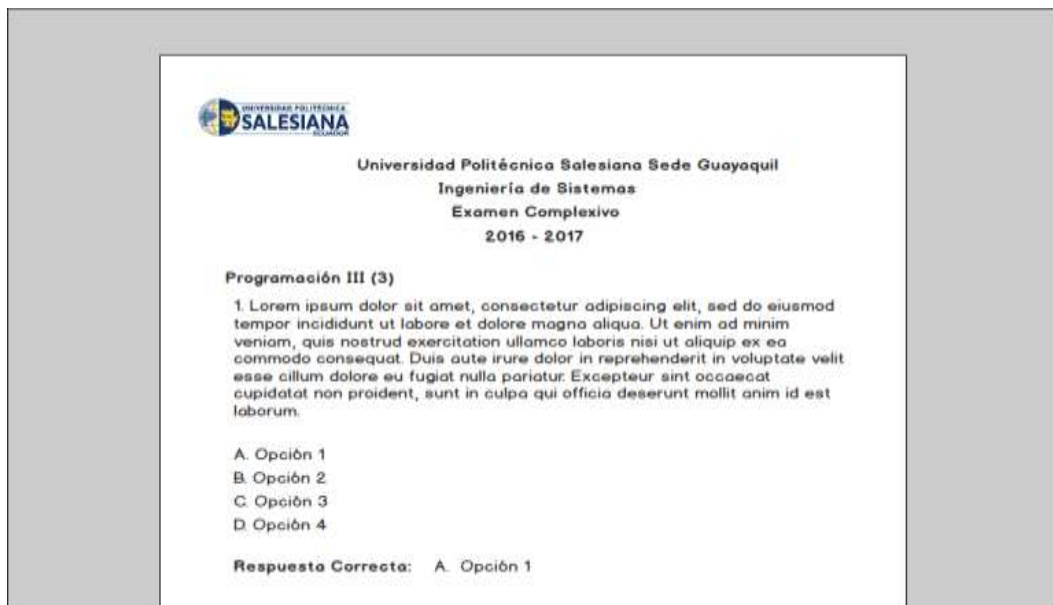 UNIVERSIDAD POLITÉCNICA
SALESIANA
ECUADOR
Universidad Politécnica Salesiana Sede Guayaquil
Ingeniería de Sistemas
Examen Complexivo
2016 - 2017
Programación III (3)
1. Lorem ipsum dolor sit amet, consectetur adipiscing elit, sed do eiusmod
tempor incididunt ut labore et dolore magna aliqua. Ut enim ad minim
veniam, quis nostrud exercitation ullamco laboris nisi ut aliquip ex ea
commodo consequat. Duis aute irure dolor in reprehenderit in voluptate velit
esse cillum dolore eu fugiat nulla pariatur. Excepteur sint occaecat
cupidatat non proident, sunt in culpa qui officia deserunt mollit anim id est
laborum.
A. Opción 1
B. Opción 2
C. Opción 3
D. Opción 4
Respuesta Correcta: A. Opción 1